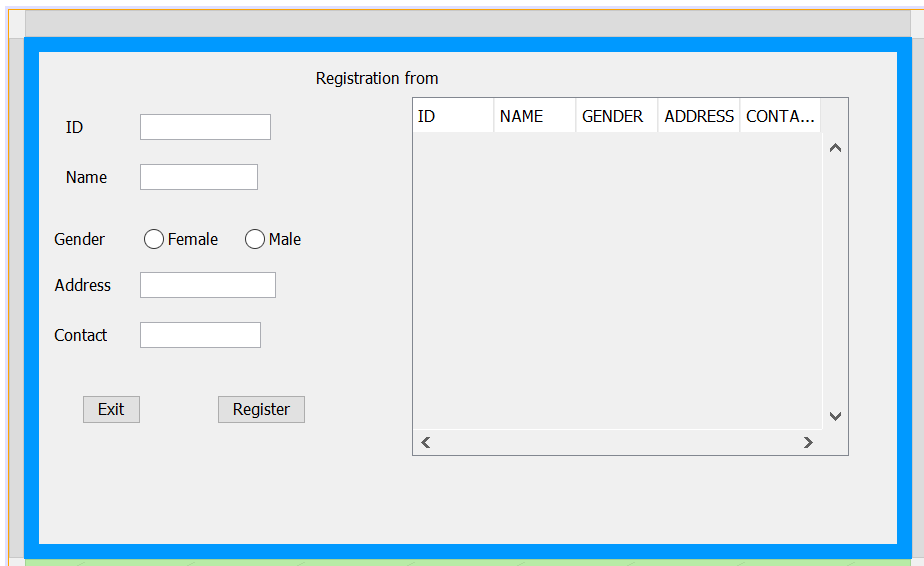 Registration from
ID
Name
Gender Female Male
Address
Contact
Exit Register
ID NAME GENDER ADDRESS CONTA...